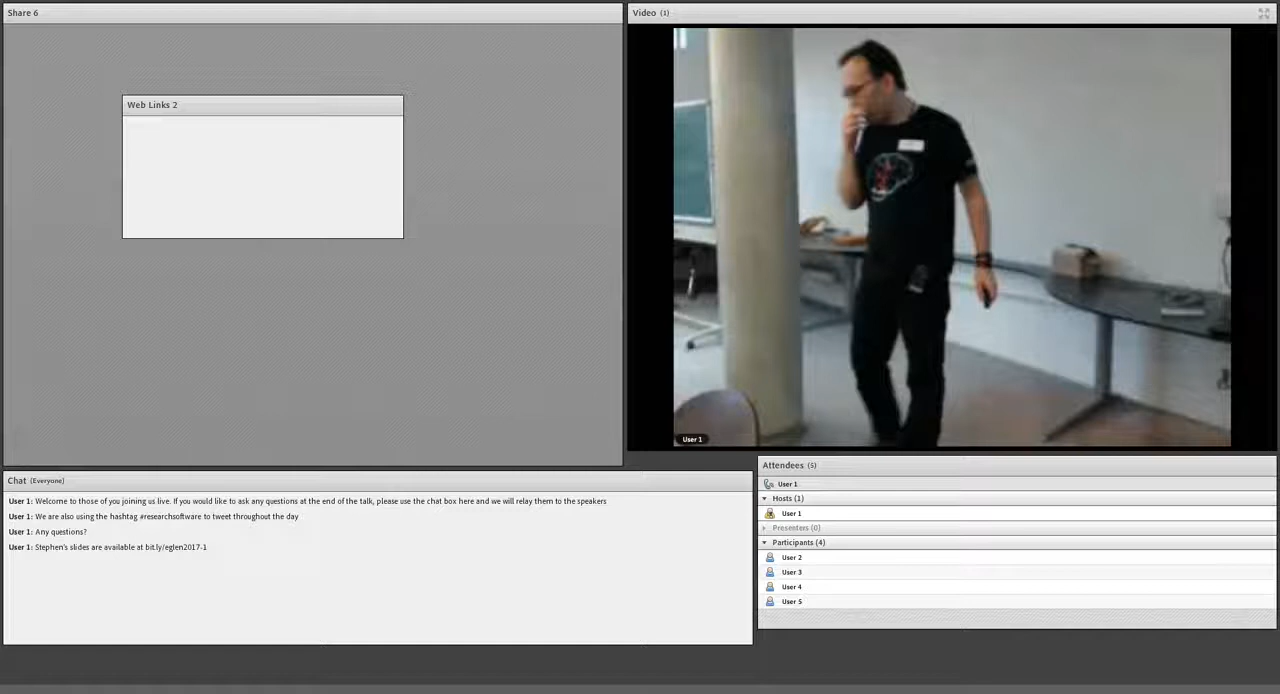 Share 6
Web Links 2
Video (1)
User 1
Chat (Everyone)
User 1: Welcome to those of you joining us live. If you would like to ask any questions at the end of the talk, please use the chat box here and we will relay them to the speakers
User 1: We are also using the hashtag #researchsoftware to tweet throughout the day
User 1: Any questions?
User 1: Stephen's slides are available at bit.ly/eglen2017-1
Attendees (5)
User 1
Hosts (1)
User 1
Presenters (0)
Participants (4)
User 2
User 3
User 4
User 5